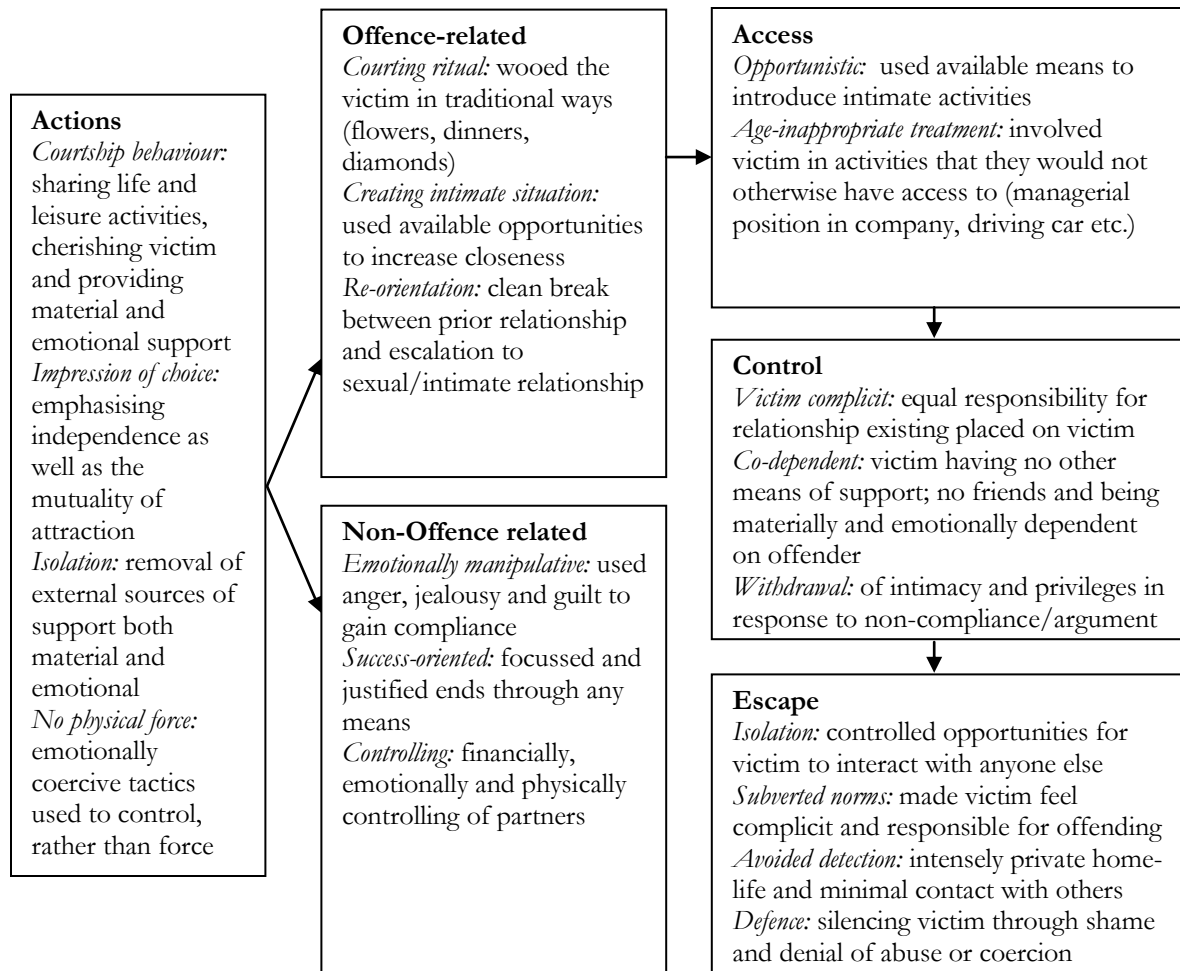 Actions
Courtship behaviour:
sharing life and
leisure activities,
cherishing victim
and providing
material and
emotional support
Impression of choice:
emphasising
independence as
well as the
mutuality of
attraction
Isolation: removal of
external sources of
support both
material and
emotional
No physical force:
emotionally
coercive tactics
used to control,
rather than force
Offence-related
Courting ritual: wooed the
victim in traditional ways
(flowers, dinners,
diamonds)
Creating intimate situation:
used available opportunities
to increase closeness
Re-orientation: clean break
between prior relationship
and escalation to
sexual/intimate relationship
Non-Offence related
Emotionally manipulative: used
anger, jealousy and guilt to
gain compliance
Success-oriented: focussed and
justified ends through any
means
Controlling: financially,
emotionally and physically
controlling of partners
Access
Opportunistic: used available means to
introduce intimate activities
Age-inappropriate treatment: involved
victim in activities that they would not
otherwise have access to (managerial
position in company, driving car etc.)
Control
Victim complicit: equal responsibility for
relationship existing placed on victim
Co-dependent: victim having no other
means of support; no friends and being
materially and emotionally dependent
on offender
Withdrawal: of intimacy and privileges in
response to non-compliance/argument
Escape
Isolation: controlled opportunities for
victim to interact with anyone else
Subverted norms: made victim feel
complicit and responsible for offending
Avoided detection: intensely private home-
life and minimal contact with others
Defence: silencing victim through shame
and denial of abuse or coercion